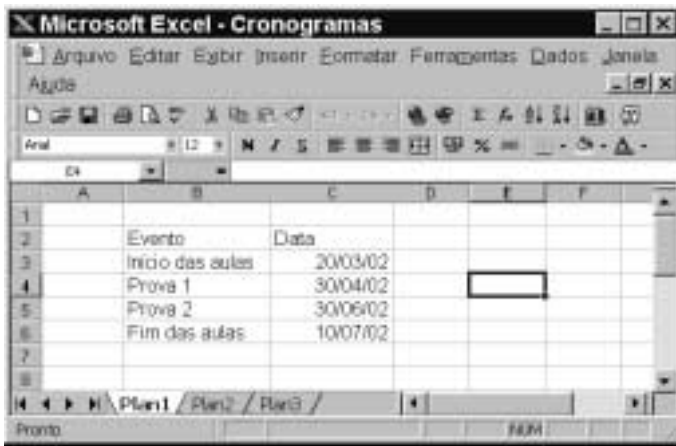 Microsoft Excel - Cronogramas
Arquivo Editar Exibir Inserir Formatar Ferramentas Dados Janela
Ajuda
Arial 12 N I S
E4 =
A B C D E F
1
2 Evento Data
3 Início das aulas 20/03/02
4 Prova 1 30/04/02
5 Prova 2 30/06/02
6 Fim das aulas 10/07/02
7
8
Plan1 Plan2 Plan3
Pronto NÚM